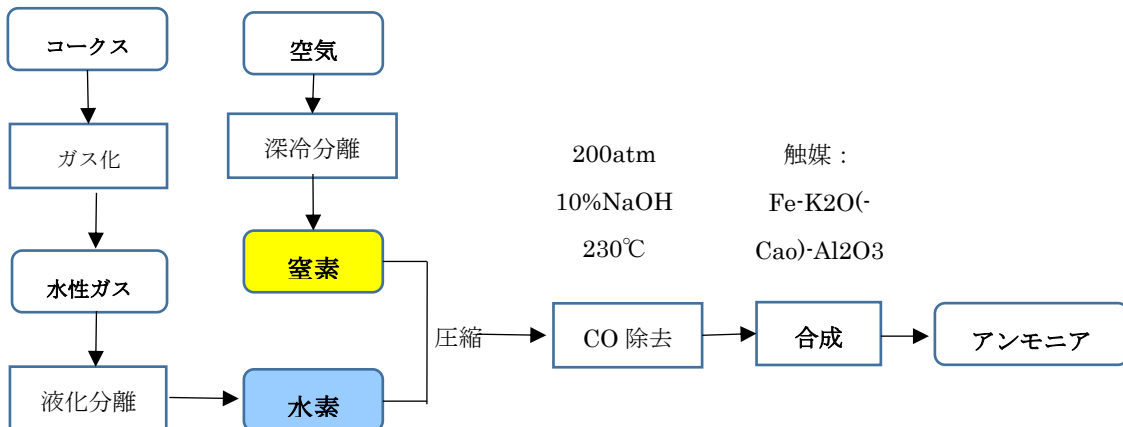 コークス
空気
ガス化
深冷分離
200atm
10%NaOH
230℃
触媒：
Fe-K2O(-
Cao)-Al2O3
水性ガス
窒素
圧縮
CO 除去
合成
アンモニア
液化分離
水素